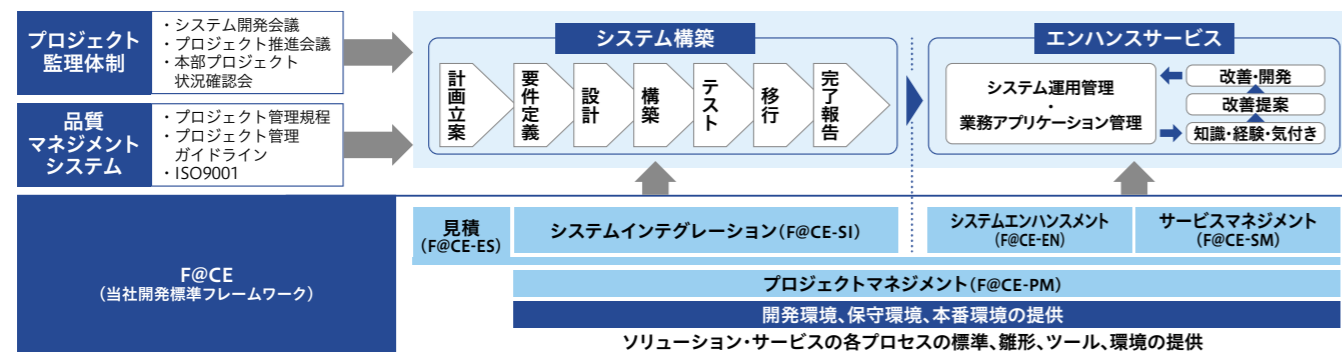 プロジェクト
監理体制
・システム開発会議
・プロジェクト推進会議
・本部プロジェクト
状況確認会
品質
マネジメント
システム
・プロジェクト管理規程
・プロジェクト管理
ガイドライン
・ISO9001
システム構築
計画立案
要件定義
設計
構築
テスト
移行
完了報告
エンハンスサービス
システム運用管理
・
業務アプリケーション管理
改善・開発
改善提案
知識・経験・気付き
F@CE
（当社開発標準フレームワーク）
見積
（F@CE-ES）
システムインテグレーション（F@CE-SI）
システムエンハンスメント
（F@CE-EN）
サービスマネジメント
（F@CE-SM）
プロジェクトマネジメント（F@CE-PM）
開発環境、保守環境、本番環境の提供
ソリューション・サービスの各プロセスの標準、雛形、ツール、環境の提供